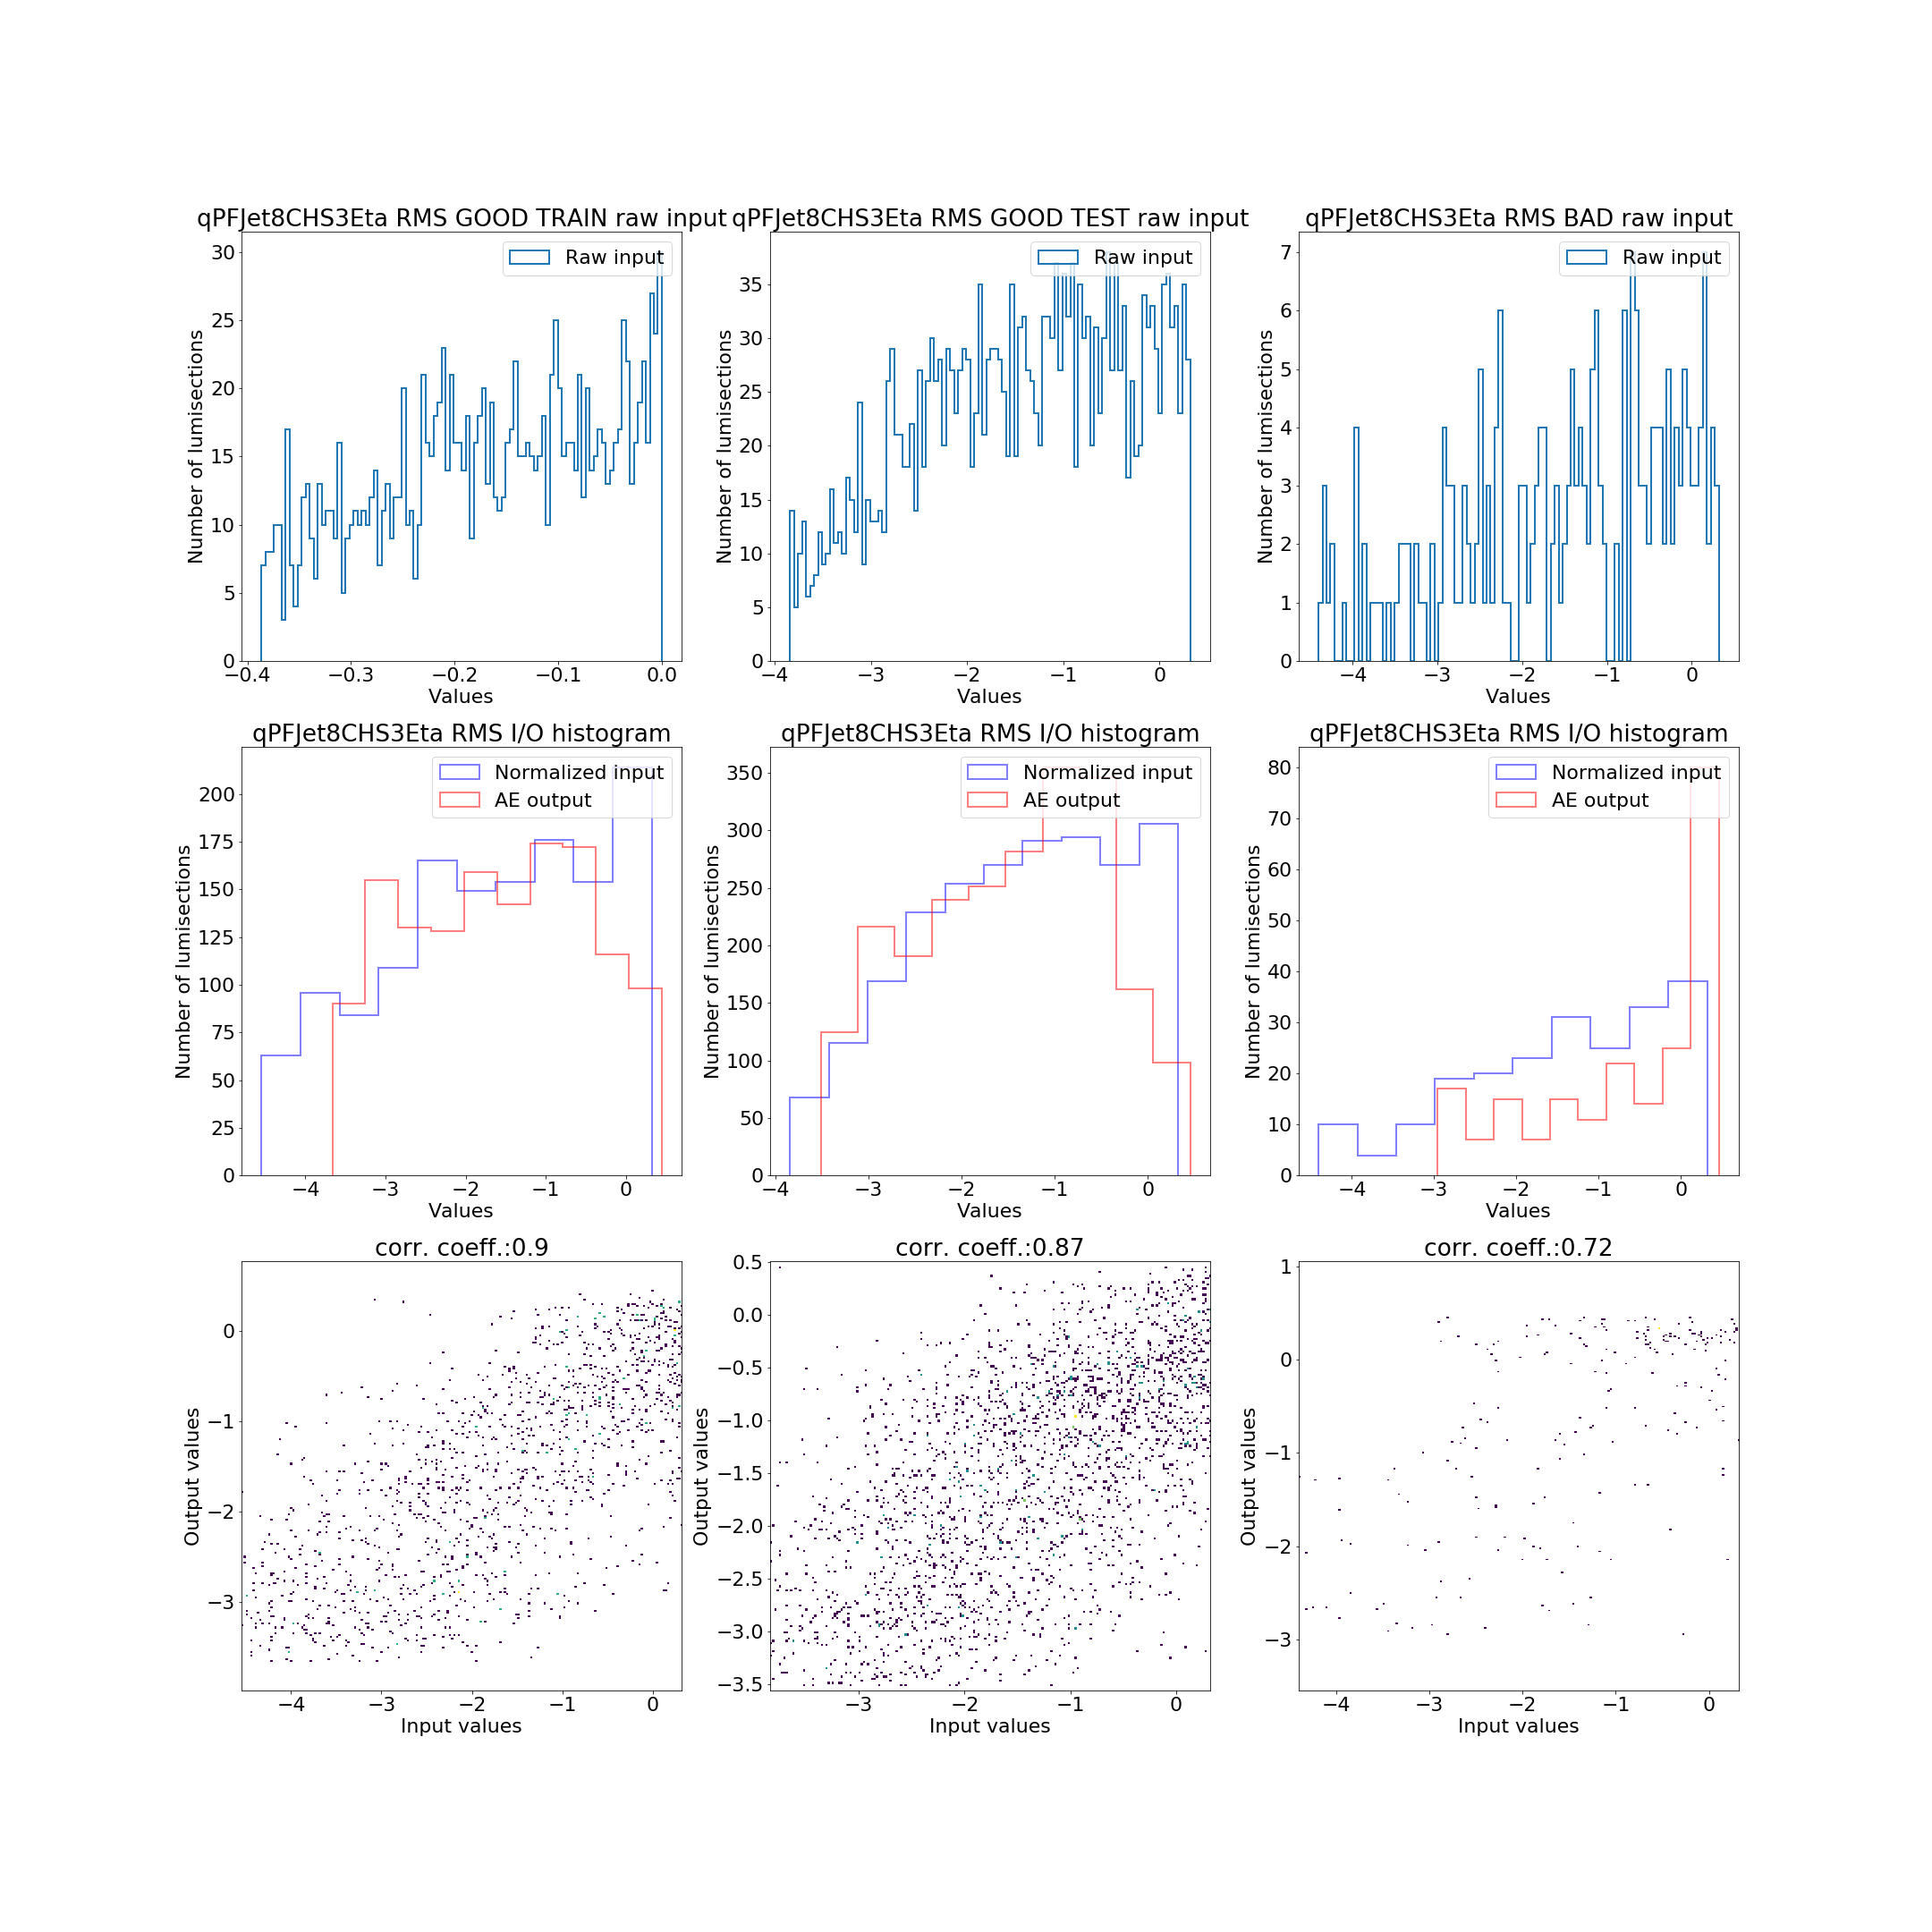 qPFJet8CHS3Eta RMS GOOD TRAIN raw input
Raw input
Number of lumisections
30
25
20
15
10
5
0
−0.4 −0.3 −0.2 −0.1 0.0
Values
qPFJet8CHS3Eta RMS GOOD TEST raw input
Raw input
Number of lumisections
35
30
25
20
15
10
5
0
−4 −3 −2 −1 0
Values
qPFJet8CHS3Eta RMS BAD raw input
Raw input
Number of lumisections
7
6
5
4
3
2
1
0
−4 −3 −2 −1 0
Values
qPFJet8CHS3Eta RMS I/O histogram
Normalized input
AE output
Number of lumisections
200
175
150
125
100
75
50
25
0
−4 −3 −2 −1 0
Values
qPFJet8CHS3Eta RMS I/O histogram
Normalized input
AE output
Number of lumisections
350
300
250
200
150
100
50
0
−4 −3 −2 −1 0
Values
qPFJet8CHS3Eta RMS I/O histogram
Normalized input
AE output
Number of lumisections
80
70
60
50
40
30
20
10
0
−4 −3 −2 −1 0
Values
corr. coeff.:0.9
Output values
0
−1
−2
−3
−4 −3 −2 −1 0
Input values
corr. coeff.:0.87
Output values
0.5
0.0
−0.5
−1.0
−1.5
−2.0
−2.5
−3.0
−3.5
−3 −2 −1 0
Input values
corr. coeff.:0.72
Output values
1
0
−1
−2
−3
−4 −3 −2 −1 0
Input values